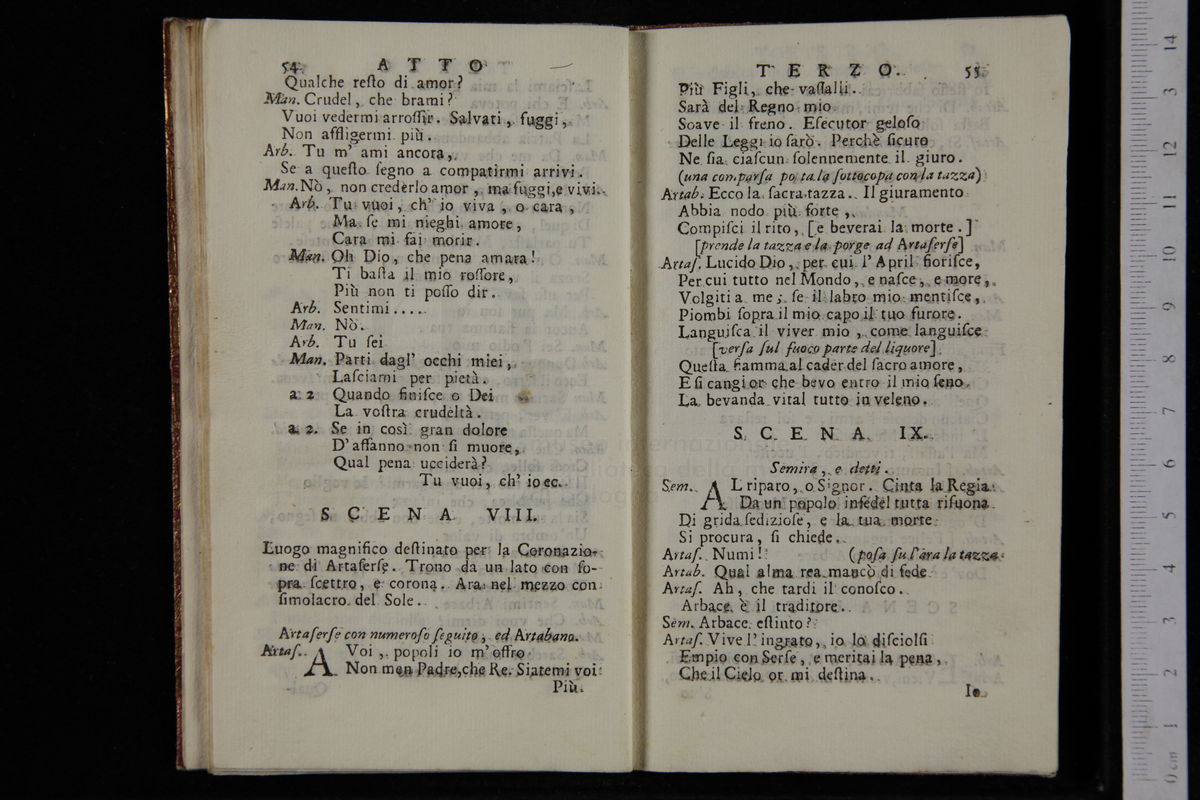 54 ATTO
Qualche reſto di amor?
Man. Crudel, che brami?
Vuoi vedermi arroſſir. Salvati, fuggi,
Non affligermi più.
Arb. Tu m' ami ancora,
Se a queſto ſegno a compatirmi arrivi.
Man. Nò, non crederlo amor, ma fuggi, e vivi.
Arb. Tu vuoi, ch' io viva, o cara,
Ma ſe mi nieghi amore,
Cara mi fai morir.
Man. Oh Dio, che pena amara!
Ti baſta il mio roſſore,
Più non ti poſſo dir.
Arb. Sentimi....
Man. Nò.
Arb. Tu ſei
Man. Parti dagl' occhi miei,
Laſciami per pietà.
a 2 Quando finiſce o Dei
La voſtra crudeltà.
a 2. Se in così gran dolore
D' affanno non ſi muore,
Qual pena ucciderà?
Tu vuoi, ch' io ec.
SCENA VIII.
Luogo magnifico deſtinato per la Coronazio-
ne di Artaſerſe. Trono da un lato con ſo-
pra ſcettro, e corona. Ara nel mezzo con
ſimolacro del Sole.
Artaſerſe con numeroſo ſeguito, ed Artabano.
Artaſ. A Voi, popoli io m' offro
Non men Padre, che Re. Siatemi voi
Più
TERZO. 55
Più Figli, che vaſſalli.
Sarà del Regno mio
Soave il freno. Eſecutor geloſo
Delle Leggi io ſarò. Perchè ſicuro
Ne ſia ciaſcun ſolennemente il giuro.
(una comparſa porta la ſottocopa con la tazza)
Artab. Ecco la ſacra tazza. Il giuramento
Abbia nodo più forte,
Compiſci il rito, [e beverai la morte.]
[prende la tazza e la porge ad Artaſerſe]
Artaſ. Lucido Dio, per cui l' April fioriſce,
Per cui tutto nel Mondo, e naſce, e more,
Volgiti a me; ſe il labro mio mentiſce,
Piombi ſopra il mio capo il tuo furore.
Languiſca il viver mio, come languiſce
[verſa ſul fuoco parte del liquore]
Queſta fiamma al cader del ſacro amore,
E ſi cangi or che bevo entro il mio ſeno
La bevanda vital tutto in veleno.
SCENA IX.
Semira, e detti.
Sem. AL riparo, o Signor. Cinta la Regia
Da un popolo infedel tutta riſuona
Di grida ſedizioſe, e la tua morte
Si procura, ſi chiede.
Artaſ. Numi! (poſa ſu l'ara la tazza
Artab. Qual alma rea mancò di fede
Artaſ. Ah, che tardi il conoſco.
Arbace è il traditore.
Sem. Arbace eſtinto?
Artaſ. Vive l' ingrato, io lo diſciolſi
Empio con Serſe, e meritai la pena,
Che il Cielo or mi deſtina.
Io